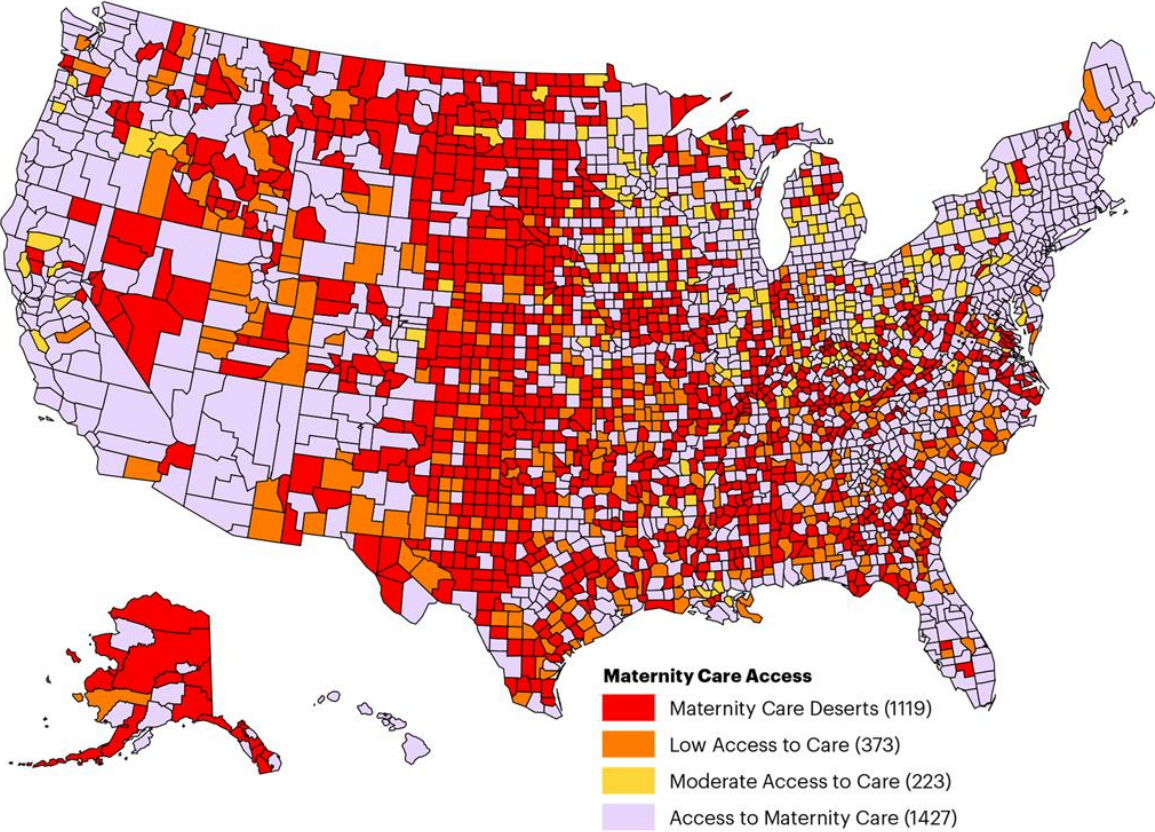 Maternity Care Access
Maternity Care Deserts (1119)
Low Access to Care (373)
Moderate Access to Care (223)
Access to Maternity Care (1427)